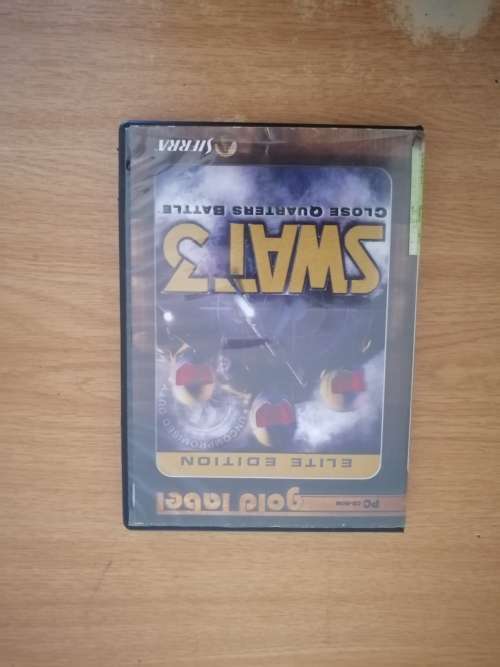 PC CD-ROM gold label
ELITE EDITION
SWAT 3
CLOSE QUARTERS BATTLE
SIERRA